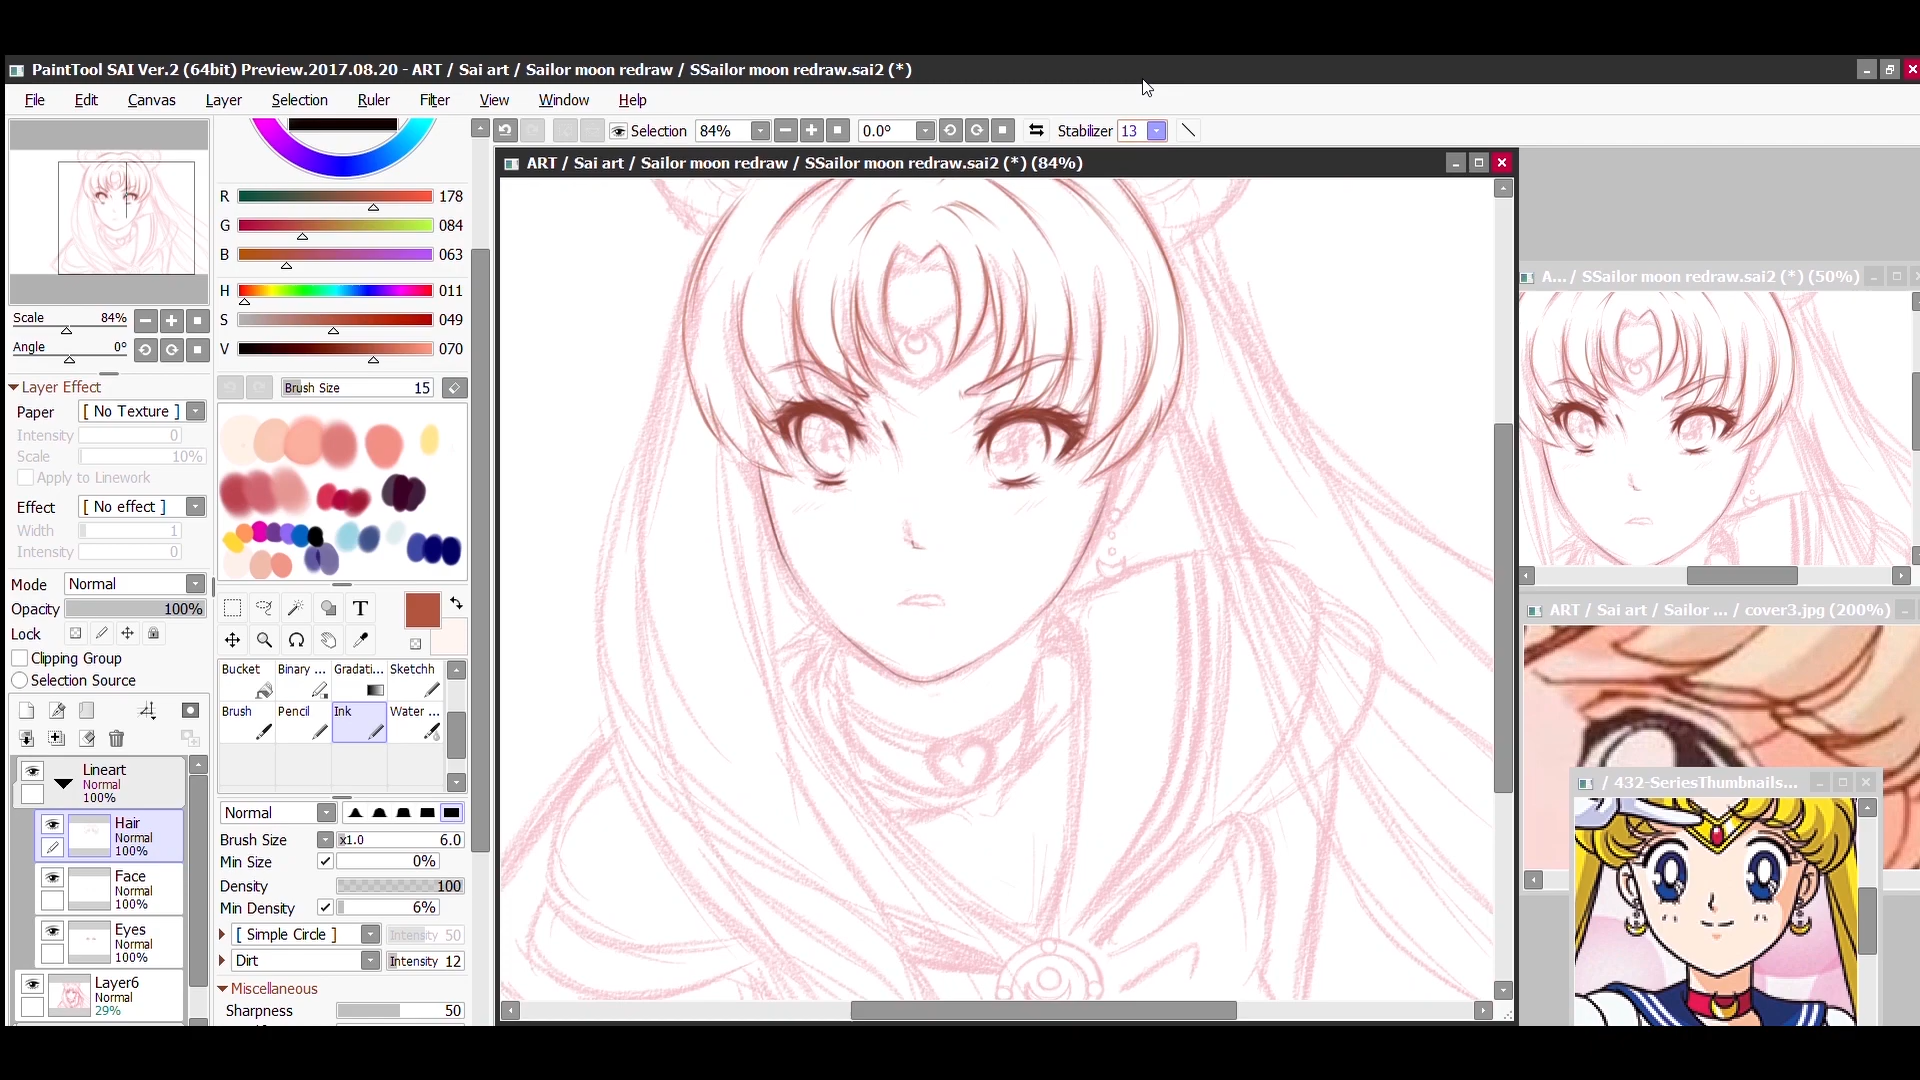 PaintTool SAI Ver.2 (64bit) Preview.2017.08.20 - ART / Sai art / Sailor moon redraw / SSailor moon redraw.sai2 (*)
File Edit Canvas Layer Selection Ruler Filter View Window Help
Selection 84% 0.0° Stabilizer 13
ART / Sai art / Sailor moon redraw / SSailor moon redraw.sai2 (*) (84%)
R 178
G 084
B 063
H 011
S 049
V 070
Scale 84%
Angle 0°
Layer Effect
Paper [ No Texture ]
Intensity 0
Scale 10%
Apply to Linework
Effect [ No effect ]
Width 1
Intensity 0
Mode Normal
Opacity 100%
Lock
Clipping Group
Selection Source
Lineart
Normal
100%
Hair
Normal
100%
Face
Normal
100%
Eyes
Normal
100%
Layer6
Normal
29%
Brush Size 15
T
Bucket Binary ... Gradati... Sketchh
Brush Pencil Ink Water ...
Normal
Brush Size x1.0 6.0
Min Size 0%
Density 100
Min Density 6%
[ Simple Circle ] Intensity 50
Dirt Intensity 12
Miscellaneous
Sharpness 50
A... / SSailor moon redraw.sai2 (*) (50%)
ART / Sai art / Sailor ... / cover3.jpg (200%)
/ 432-SeriesThumbnails...